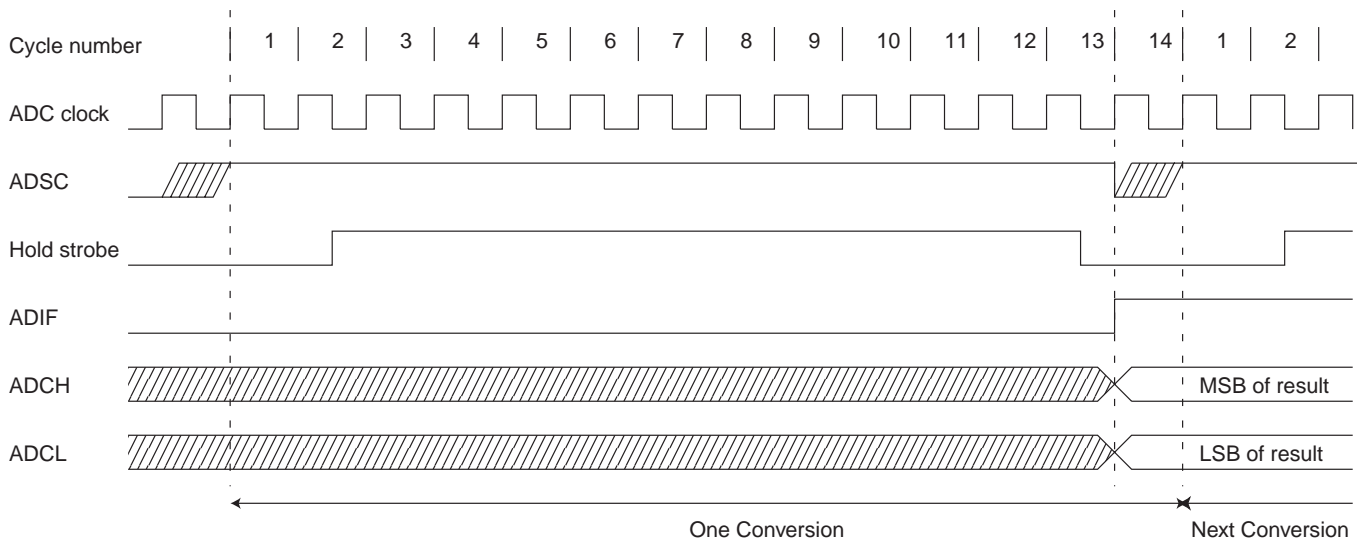 Cycle number 1 2 3 4 5 6 7 8 9 10 11 12 13 14 1 2
ADC clock
ADSC
Hold strobe
ADIF
ADCH MSB of result
ADCL LSB of result
One Conversion Next Conversion